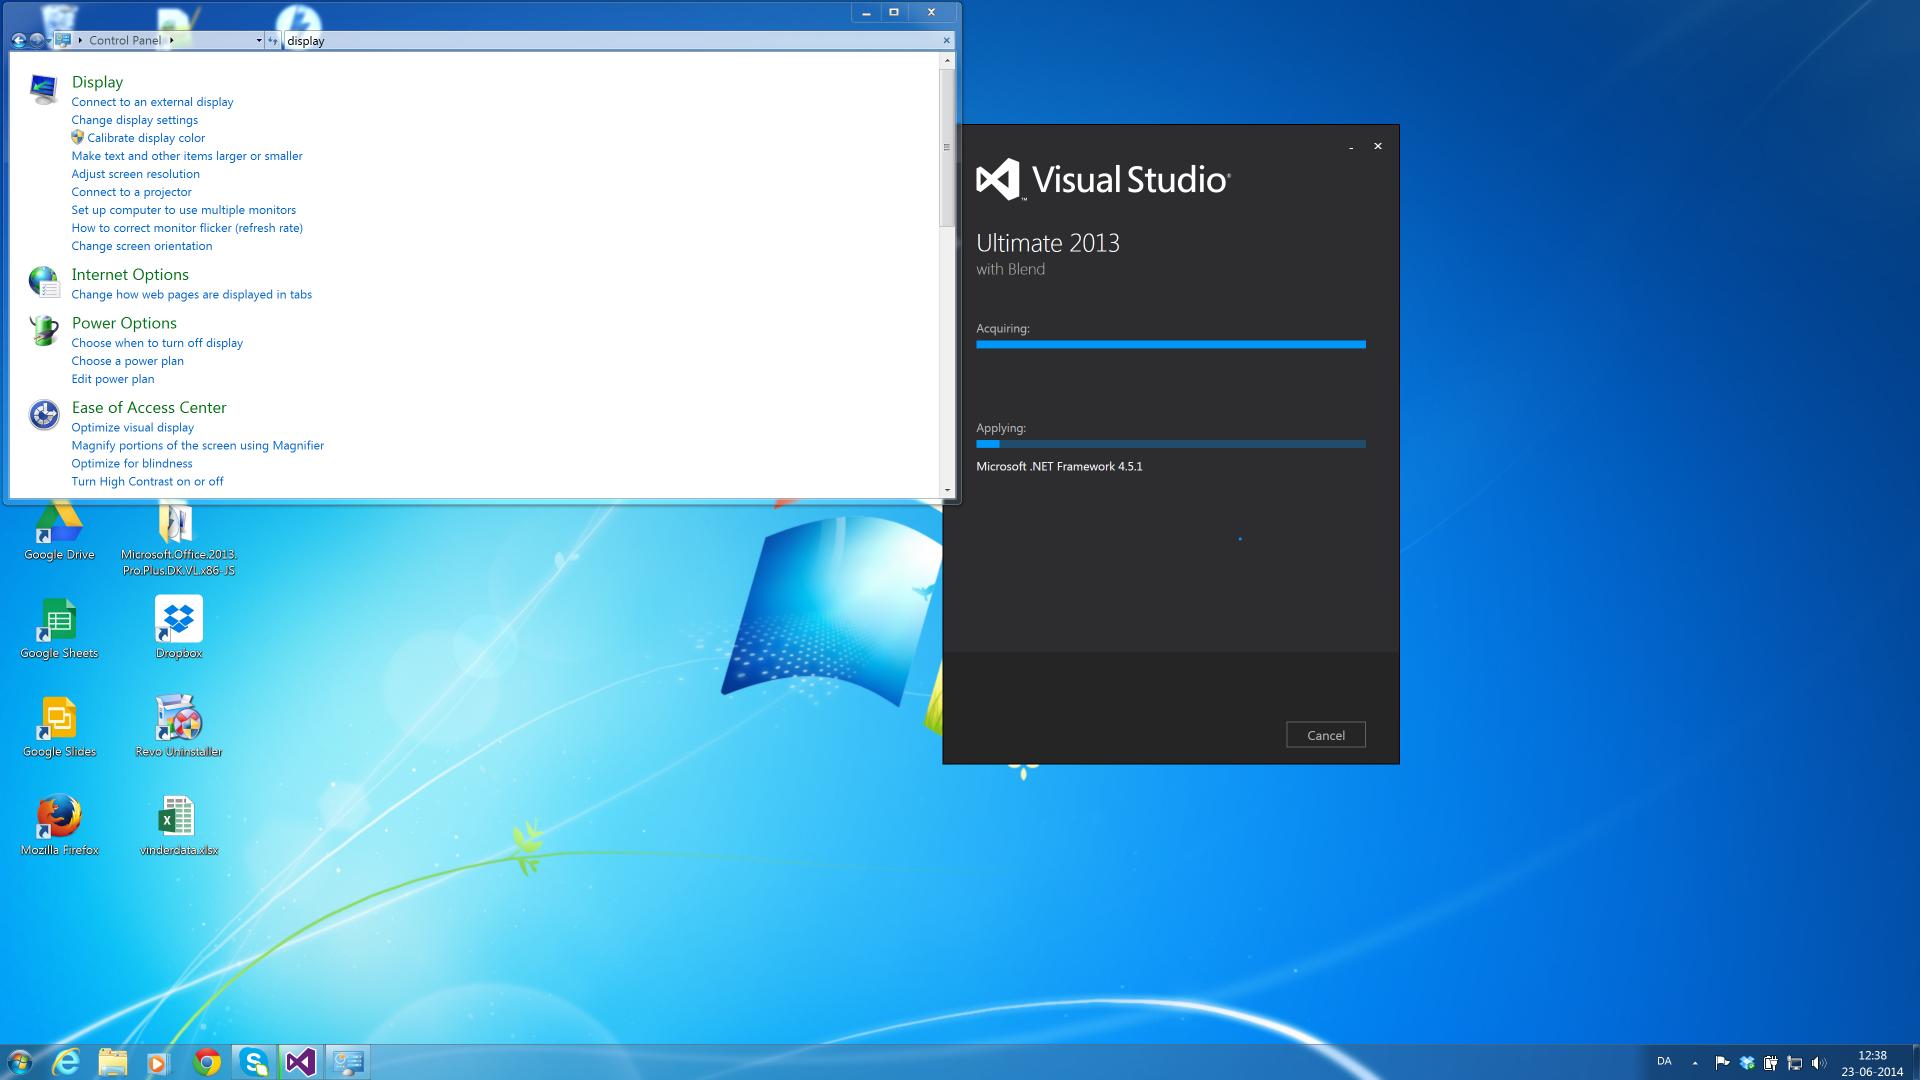 Control Panel
display
Display
Connect to an external display
Change display settings
Calibrate display color
Make text and other items larger or smaller
Adjust screen resolution
Connect to a projector
Set up computer to use multiple monitors
How to correct monitor flicker (refresh rate)
Change screen orientation
Internet Options
Change how web pages are displayed in tabs
Power Options
Choose when to turn off display
Choose a power plan
Edit power plan
Ease of Access Center
Optimize visual display
Magnify portions of the screen using Magnifier
Optimize for blindness
Turn High Contrast on or off
Visual Studio
Ultimate 2013
with Blend
Acquiring:
Applying:
Microsoft .NET Framework 4.5.1
Cancel
Google Drive
Microsoft.Office.2013.
Pro.Plus.DK.VL.x86-JS
Google Sheets
Dropbox
Google Slides
Revo Uninstaller
Mozilla Firefox
vinderdata.xlsx
DA
12:38
23-06-2014